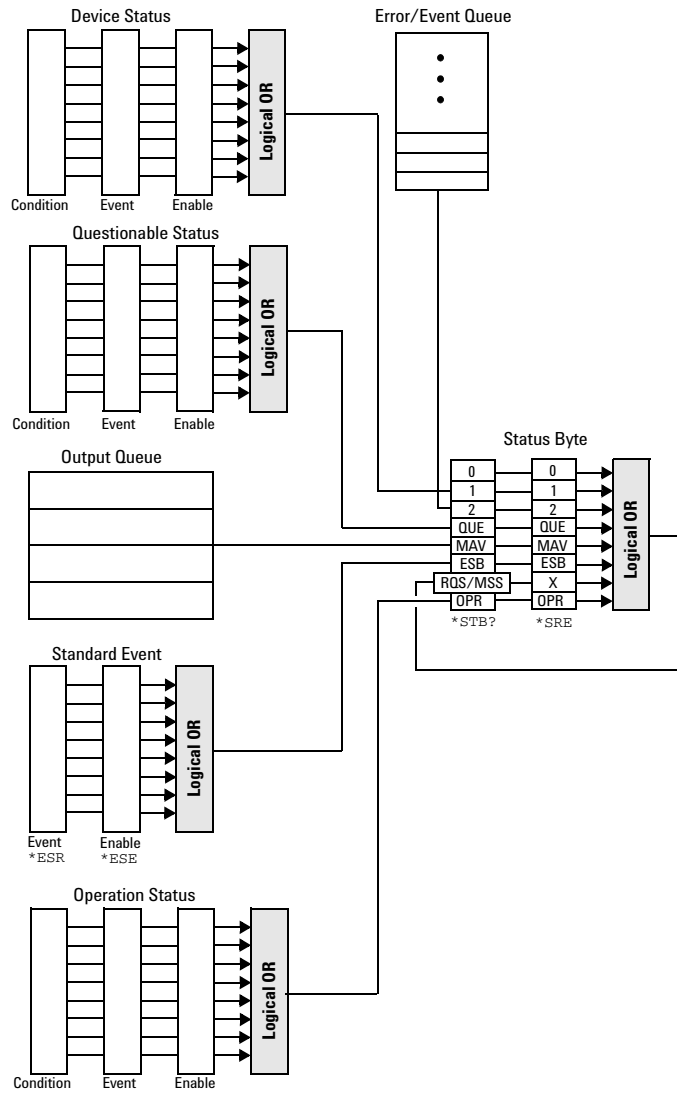 Device Status
Logical OR
Condition Event Enable
Error/Event Queue
Questionable Status
Logical OR
Condition Event Enable
Output Queue
Status Byte
0 0
1 1
2 2
QUE QUE
MAV MAV
ESB ESB
RQS/MSS X
OPR OPR
*STB? *SRE
Logical OR
Standard Event
Logical OR
Event Enable
*ESR *ESE
Operation Status
Logical OR
Condition Event Enable